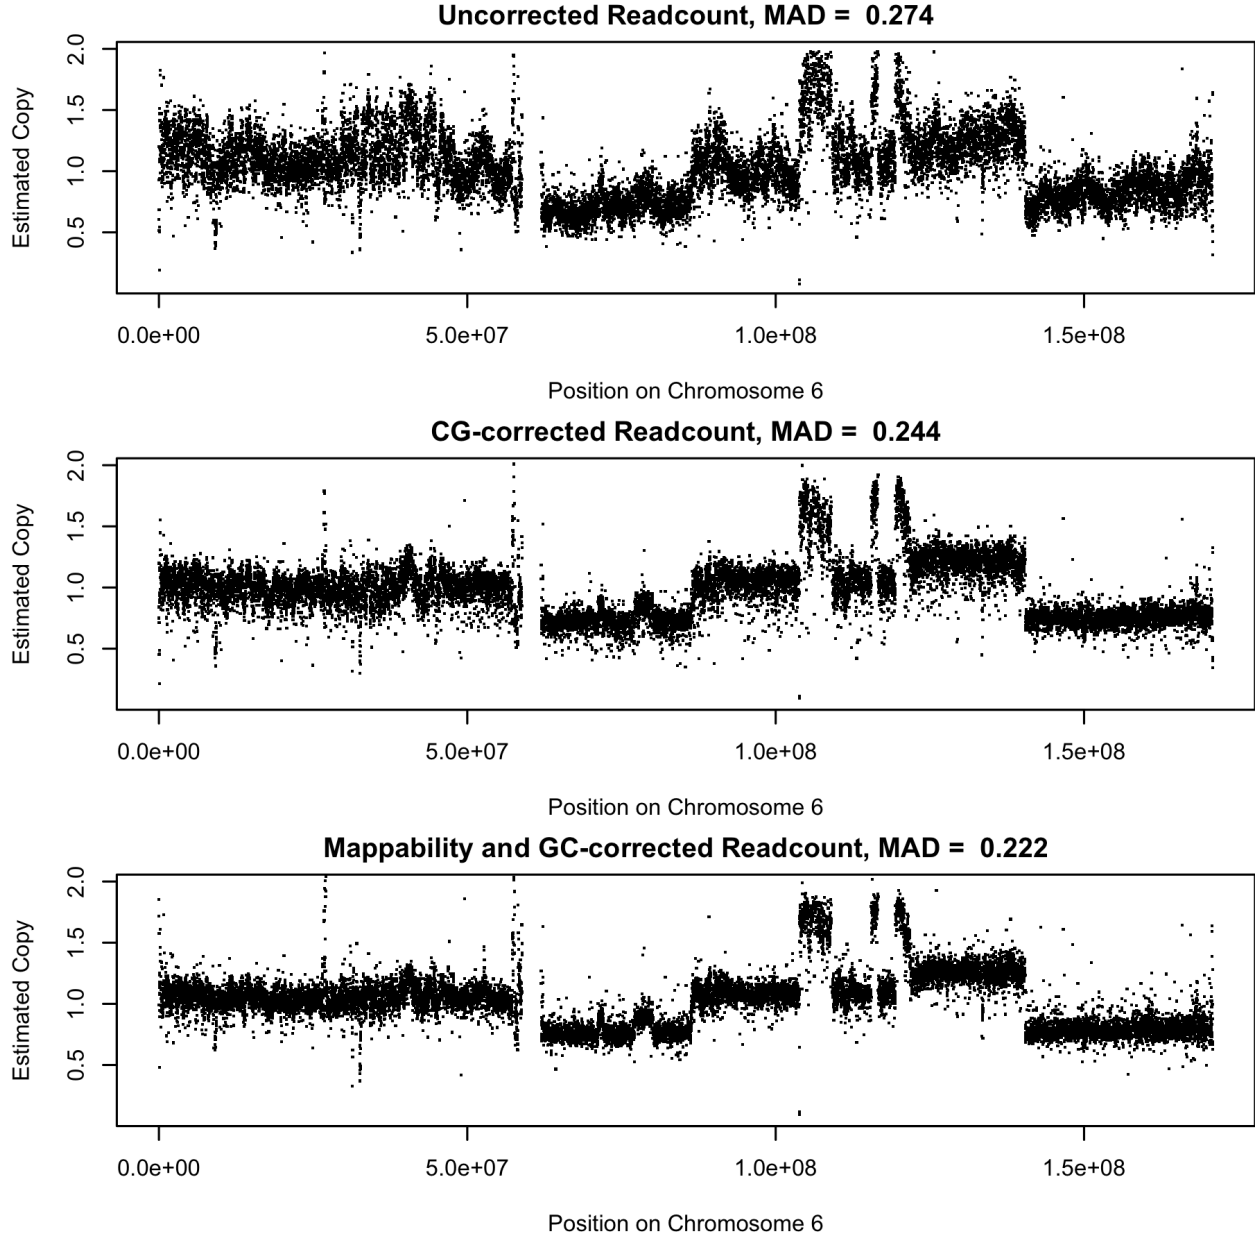 Uncorrected Readcount, MAD =  0.274
2.0
1.5
1.0
0.5
Estimated Copy
0.0e+00 5.0e+07 1.0e+08 1.5e+08
Position on Chromosome 6
CG-corrected Readcount, MAD =  0.244
2.0
1.5
1.0
0.5
Estimated Copy
0.0e+00 5.0e+07 1.0e+08 1.5e+08
Position on Chromosome 6
Mappability and GC-corrected Readcount, MAD =  0.222
2.0
1.5
1.0
0.5
Estimated Copy
0.0e+00 5.0e+07 1.0e+08 1.5e+08
Position on Chromosome 6